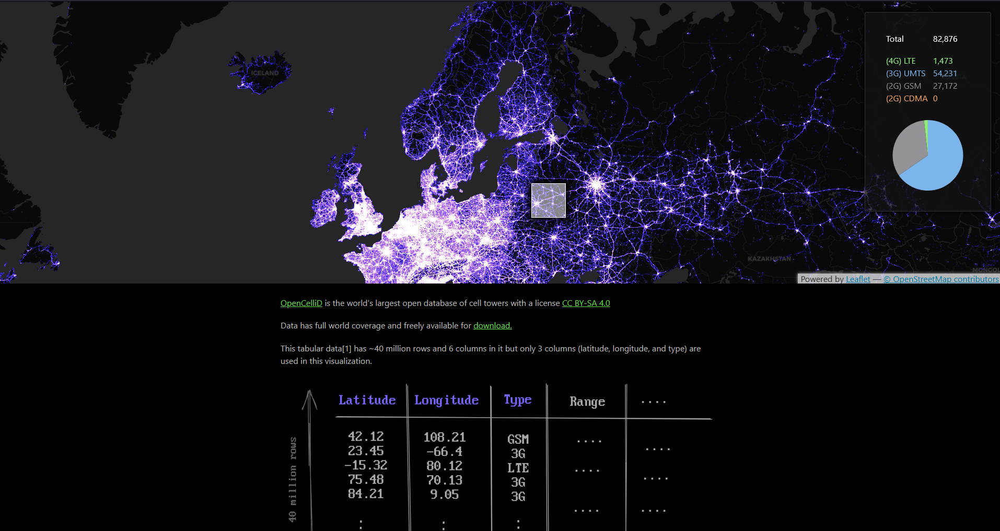 ICELAND
Total 82,876
(4G) LTE 1,473
(3G) UMTS 54,231
(2G) GSM 27,172
(2G) CDMA 0
KAZAKHSTAN
Powered by Leaflet — © OpenStreetMap contributors
OpenCelliD is the world's largest open database of cell towers with a license CC BY-SA 4.0
Data has full world coverage and freely available for download.
This tabular data[1] has ~40 million rows and 6 columns in it but only 3 columns (latitude, longitude, and type) are
used in this visualization.
Latitude Longitude Type Range ....
42.12 108.21 GSM ....
23.45 -66.4 3G ....
-15.32 80.12 LTE ....
75.48 70.13 3G ....
84.21 9.05 3G
.... ....
: : :
40 million rows